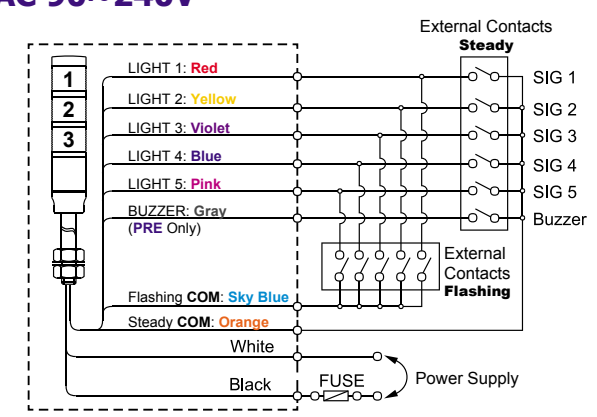 AC 90~240V
External Contacts
Steady
1
2
3
LIGHT 1: Red
LIGHT 2: Yellow
LIGHT 3: Violet
LIGHT 4: Blue
LIGHT 5: Pink
BUZZER: Gray
(PRE Only)
SIG 1
SIG 2
SIG 3
SIG 4
SIG 5
Buzzer
External
Contacts
Flashing
Flashing COM: Sky Blue
Steady COM: Orange
White
Black
FUSE
Power Supply